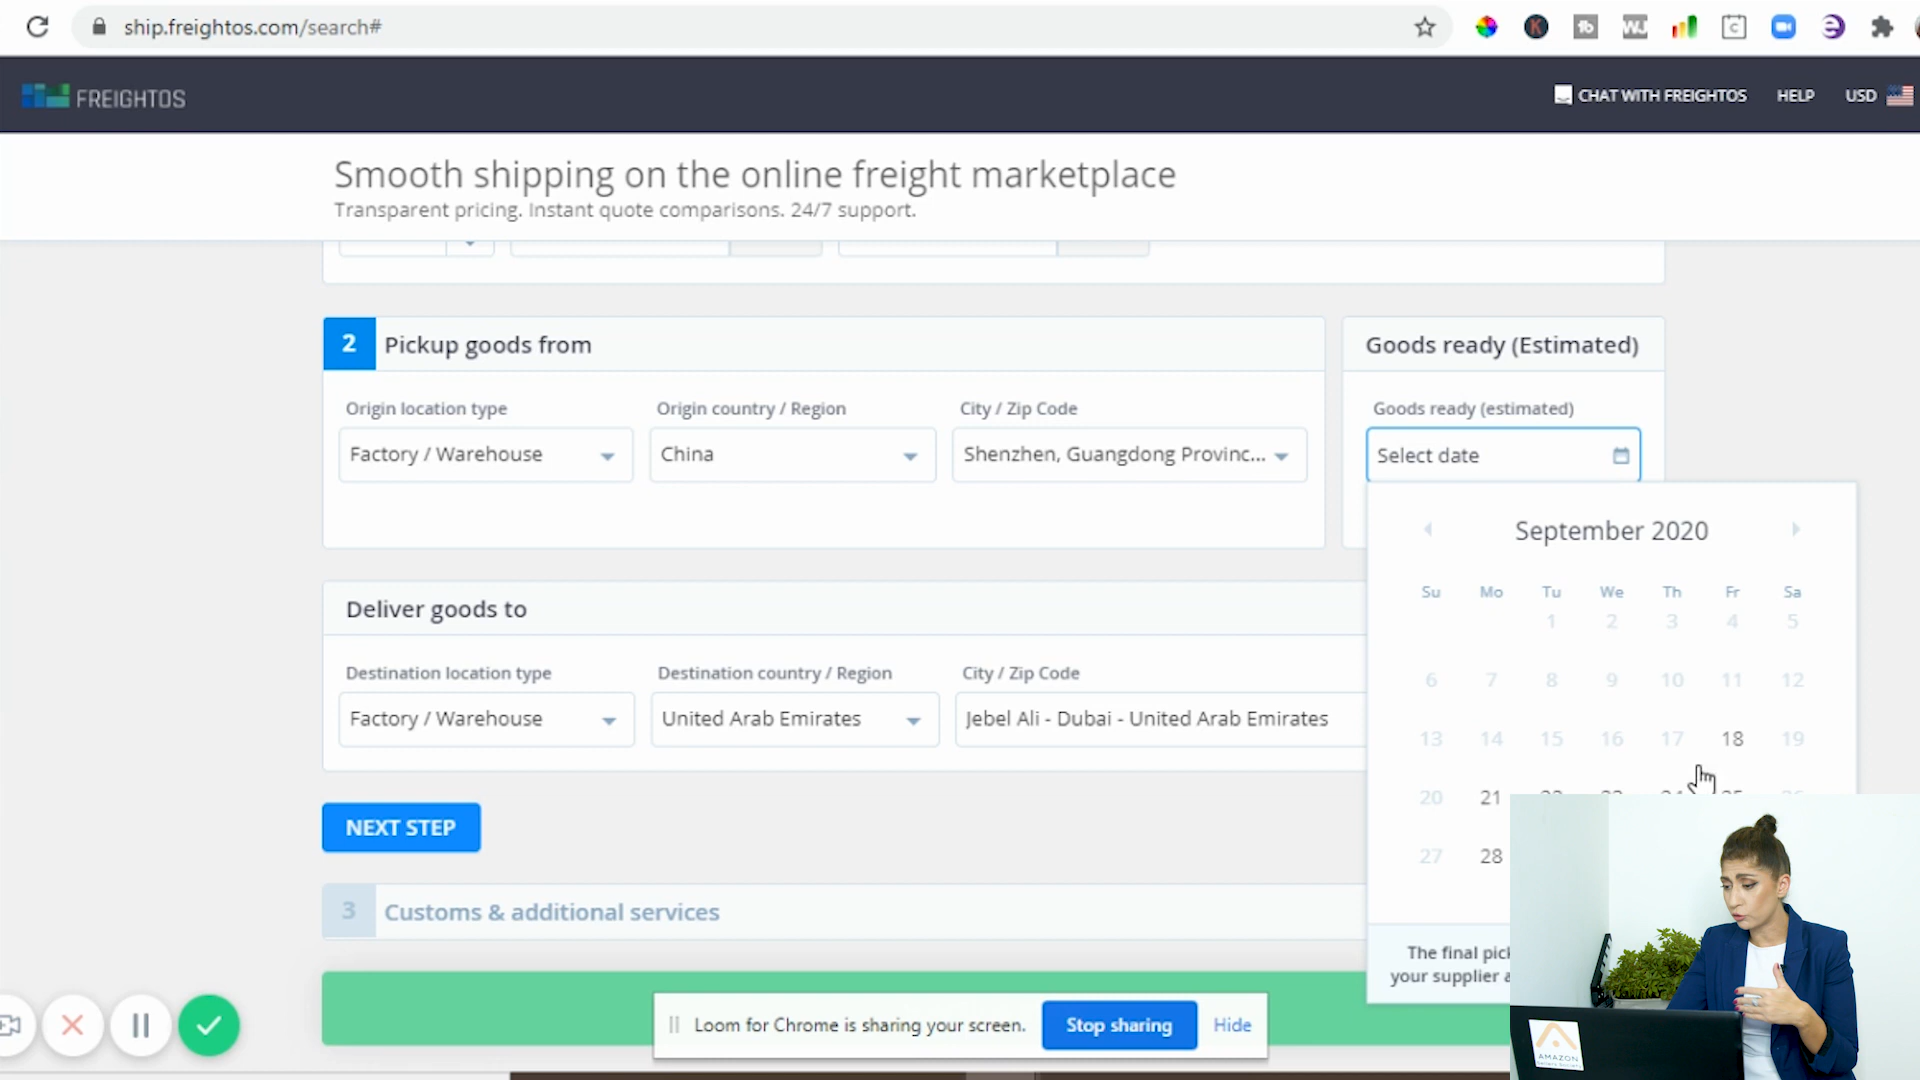 ship.freightos.com/search#
FREIGHTOS
CHAT WITH FREIGHTOS HELP USD
Smooth shipping on the online freight marketplace
Transparent pricing. Instant quote comparisons. 24/7 support.
2 Pickup goods from
Goods ready (Estimated)
Origin location type Origin country / Region City / Zip Code
Goods ready (estimated)
Factory / Warehouse China Shenzhen, Guangdong Provinc...
Select date
September 2020
Su Mo Tu We Th Fr Sa
1 2 3 4 5
6 7 8 9 10 11 12
13 14 15 16 17 18 19
20 21
27 28
Deliver goods to
Destination location type Destination country / Region City / Zip Code
Factory / Warehouse United Arab Emirates Jebel Ali - Dubai - United Arab Emirates
NEXT STEP
3 Customs & additional services
The final
your supplier
Loom for Chrome is sharing your screen. Stop sharing Hide
AMAZON